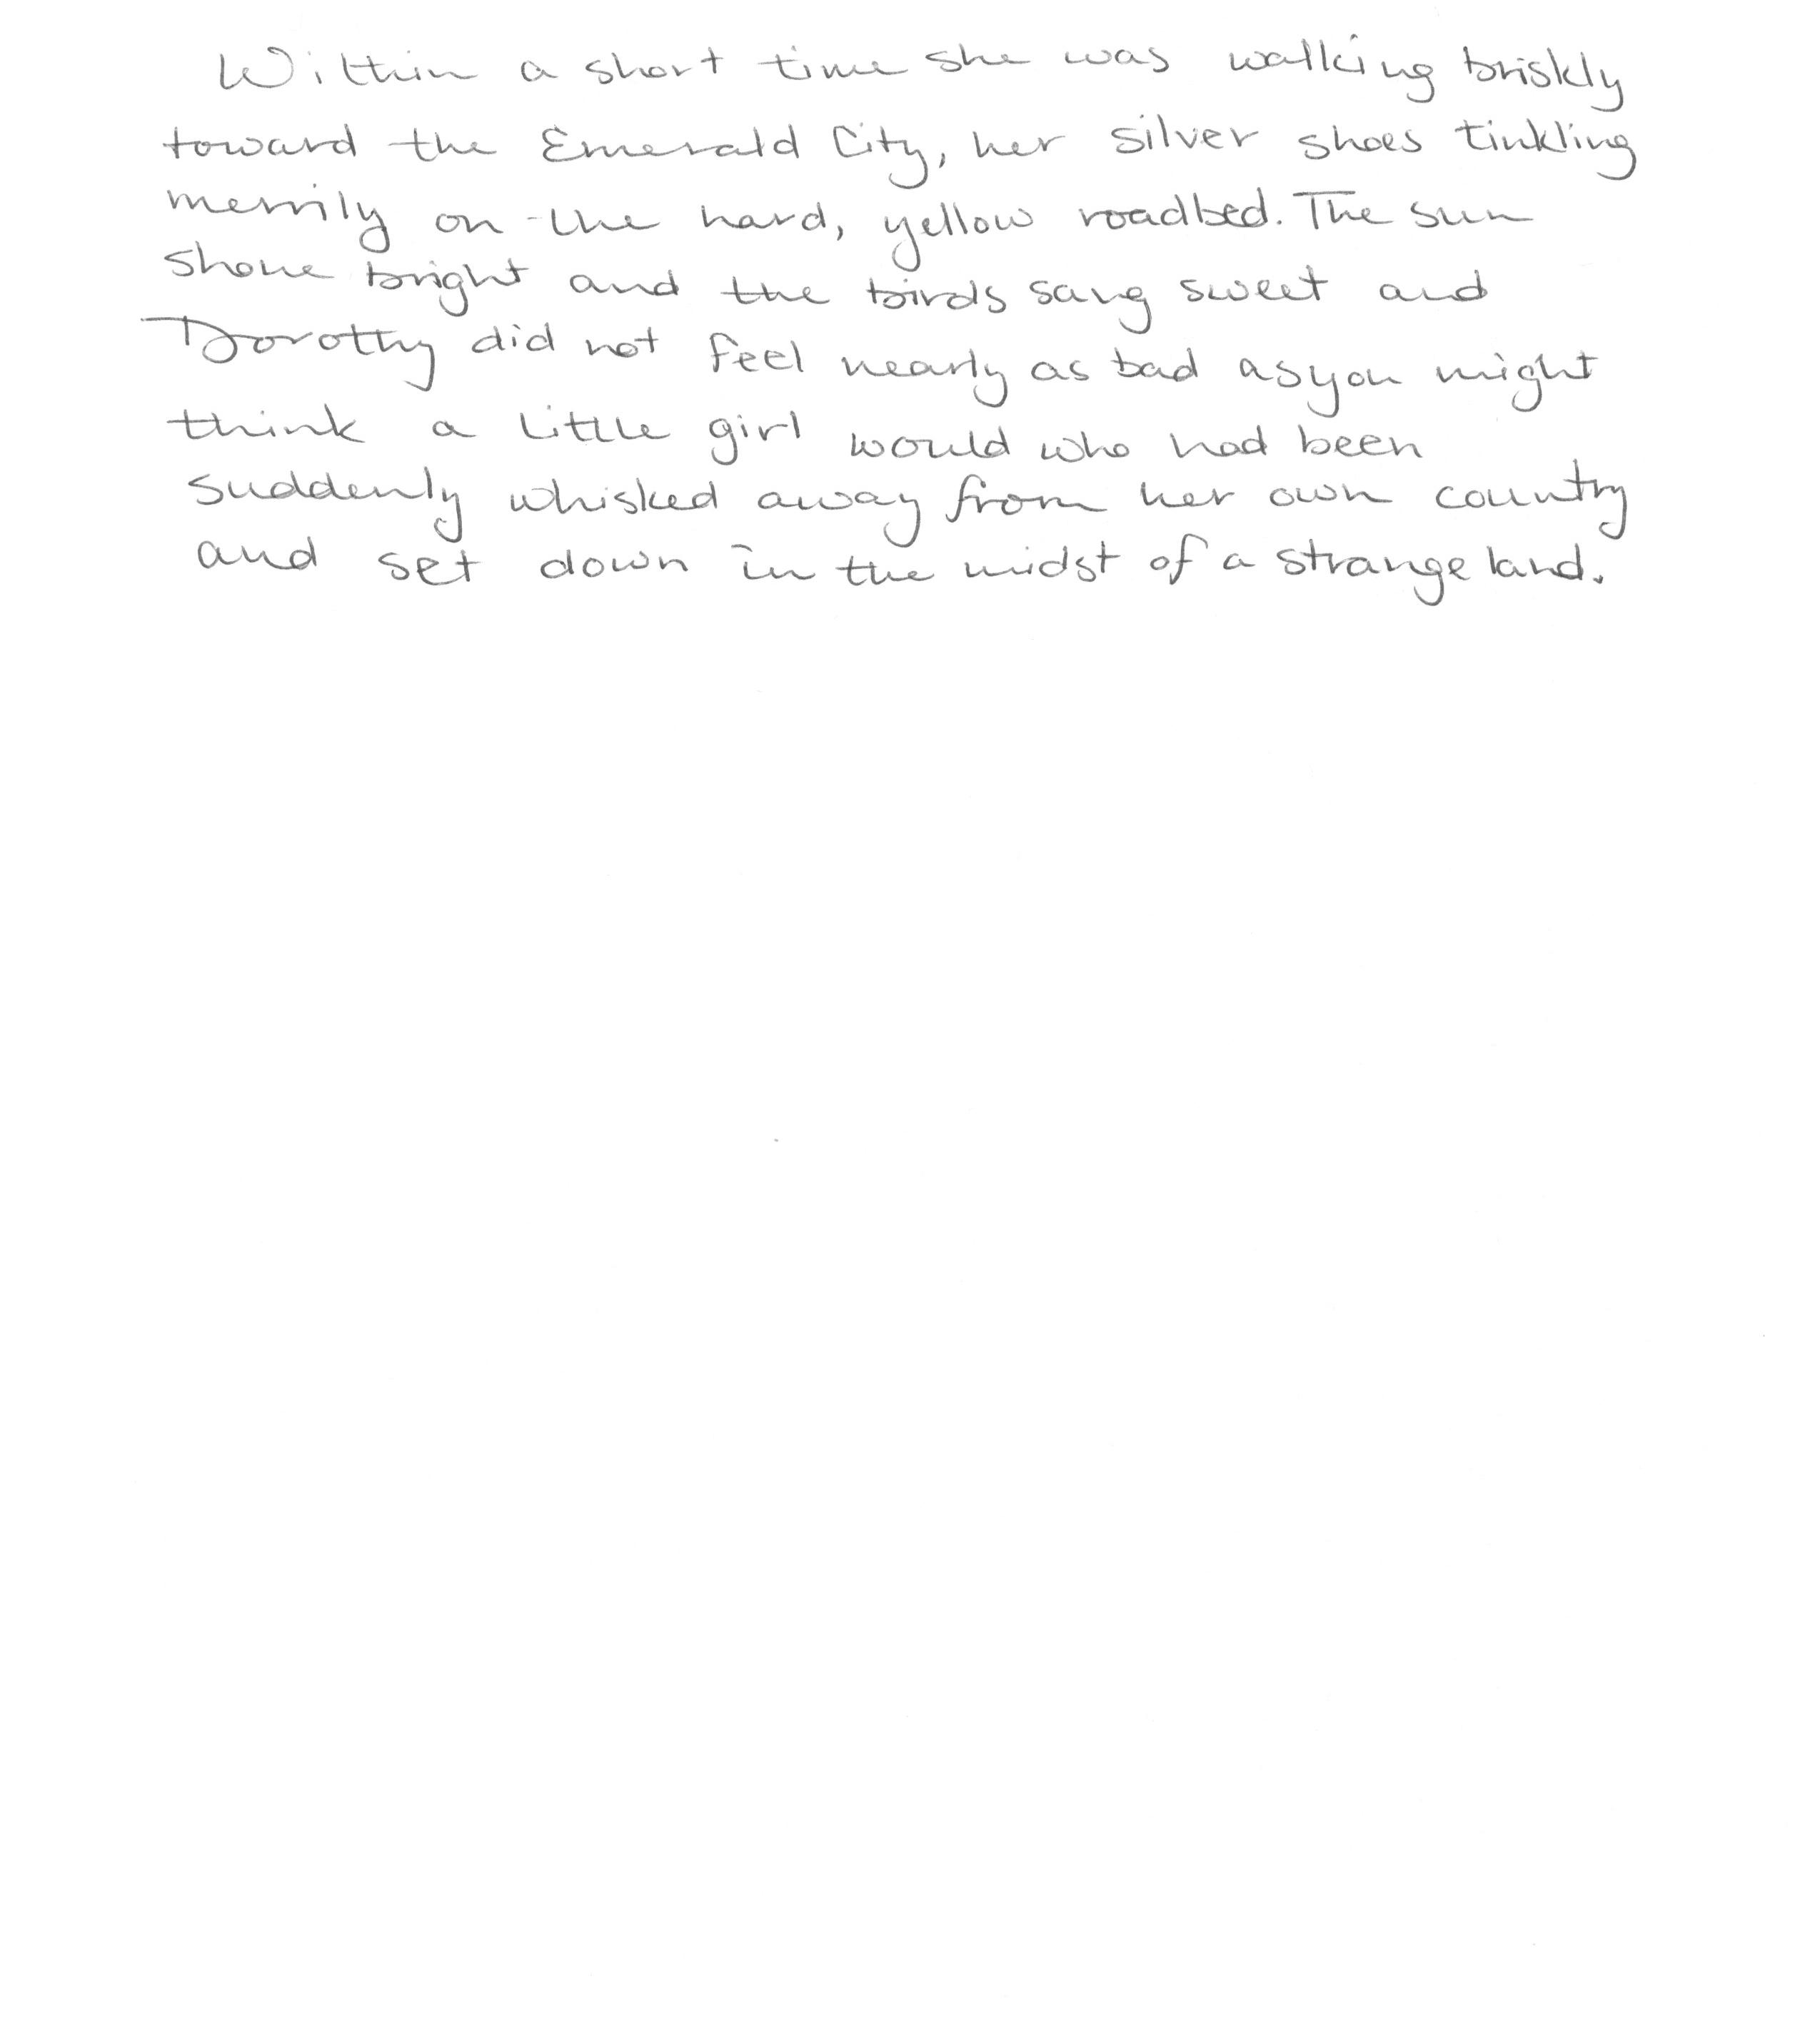 Within a short time she was walking briskly
toward the Emerald City, her silver shoes tinkling
merrily on the hard, yellow roadbed. The sun
shone bright and the birds sang sweet and
Dorothy did not feel nearly as bad as you might
think a little girl would who had been
suddenly whisked away from her own country
and set down in the midst of a strange land.